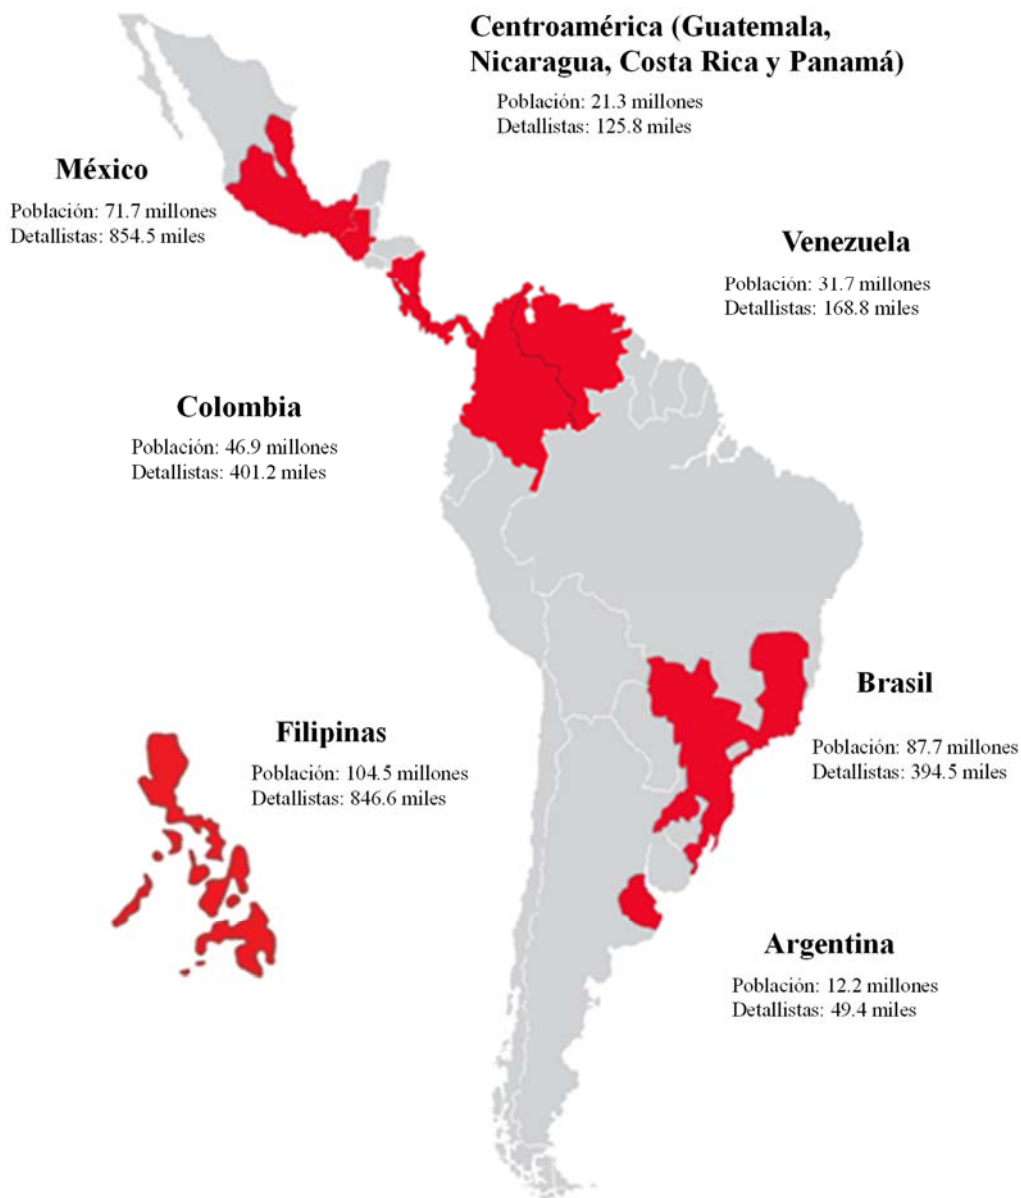 Centroamérica (Guatemala,
Nicaragua, Costa Rica y Panamá)
Población: 21.3 millones
Detallistas: 125.8 miles
México
Población: 71.7 millones
Detallistas: 854.5 miles
Venezuela
Población: 31.7 millones
Detallistas: 168.8 miles
Colombia
Población: 46.9 millones
Detallistas: 401.2 miles
Brasil
Población: 87.7 millones
Detallistas: 394.5 miles
Filipinas
Población: 104.5 millones
Detallistas: 846.6 miles
Argentina
Población: 12.2 millones
Detallistas: 49.4 miles